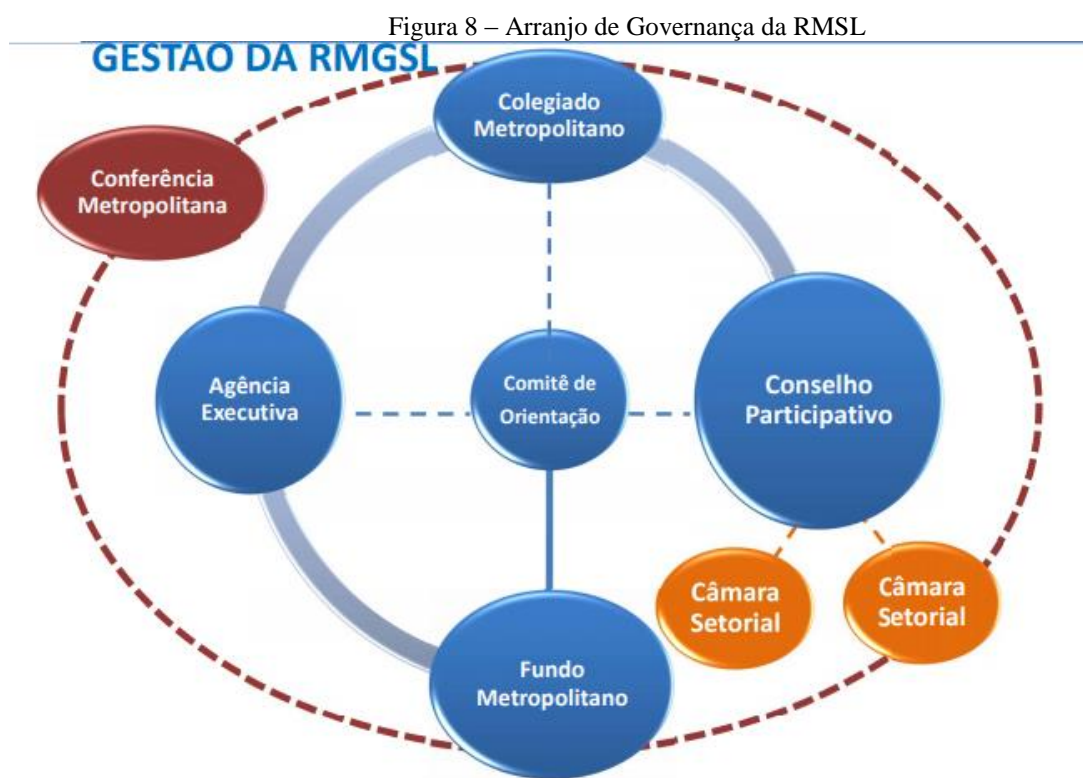 Figura 8 – Arranjo de Governança da RMSL
GESTAO DA RMGSL
Colegiado
Metropolitano
Conferência
Metropolitana
Agência
Executiva
Comitê de
Orientação
Conselho
Participativo
Câmara
Setorial
Câmara
Setorial
Fundo
Metropolitano